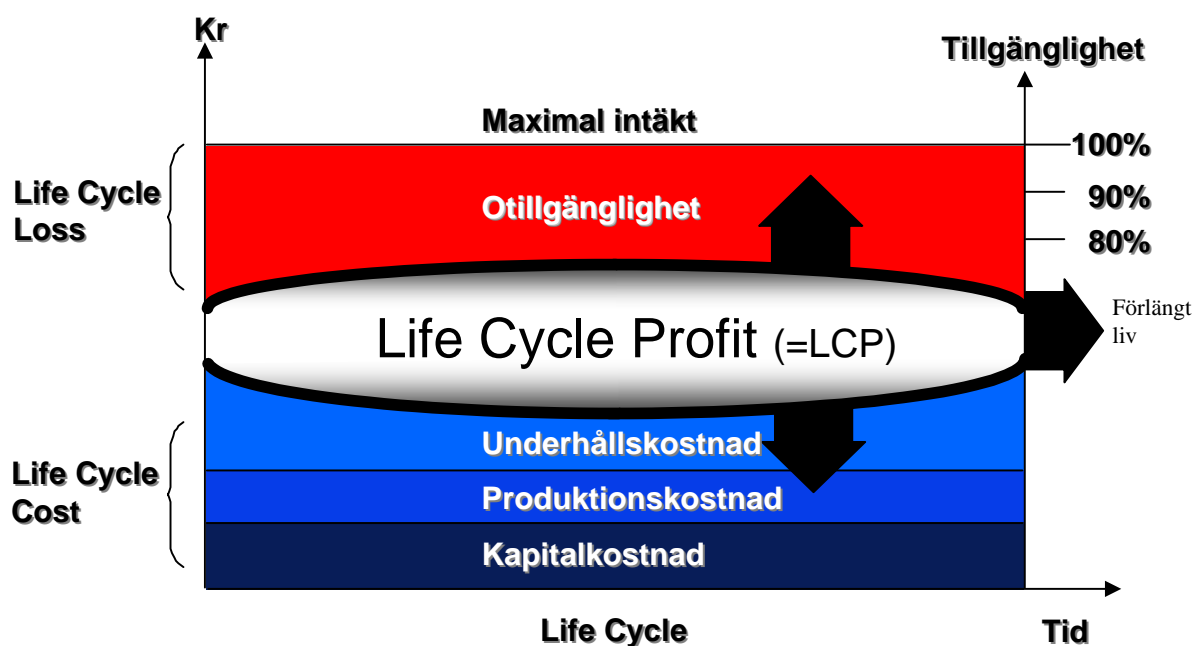 Kr
Tillgänglighet
Maximal intäkt
100%
Life Cycle
Loss
Otillgänglighet
90%
80%
Life Cycle Profit (=LCP)
Förlängt
liv
Life Cycle
Cost
Underhållskostnad
Produktionskostnad
Kapitalkostnad
Life Cycle
Tid